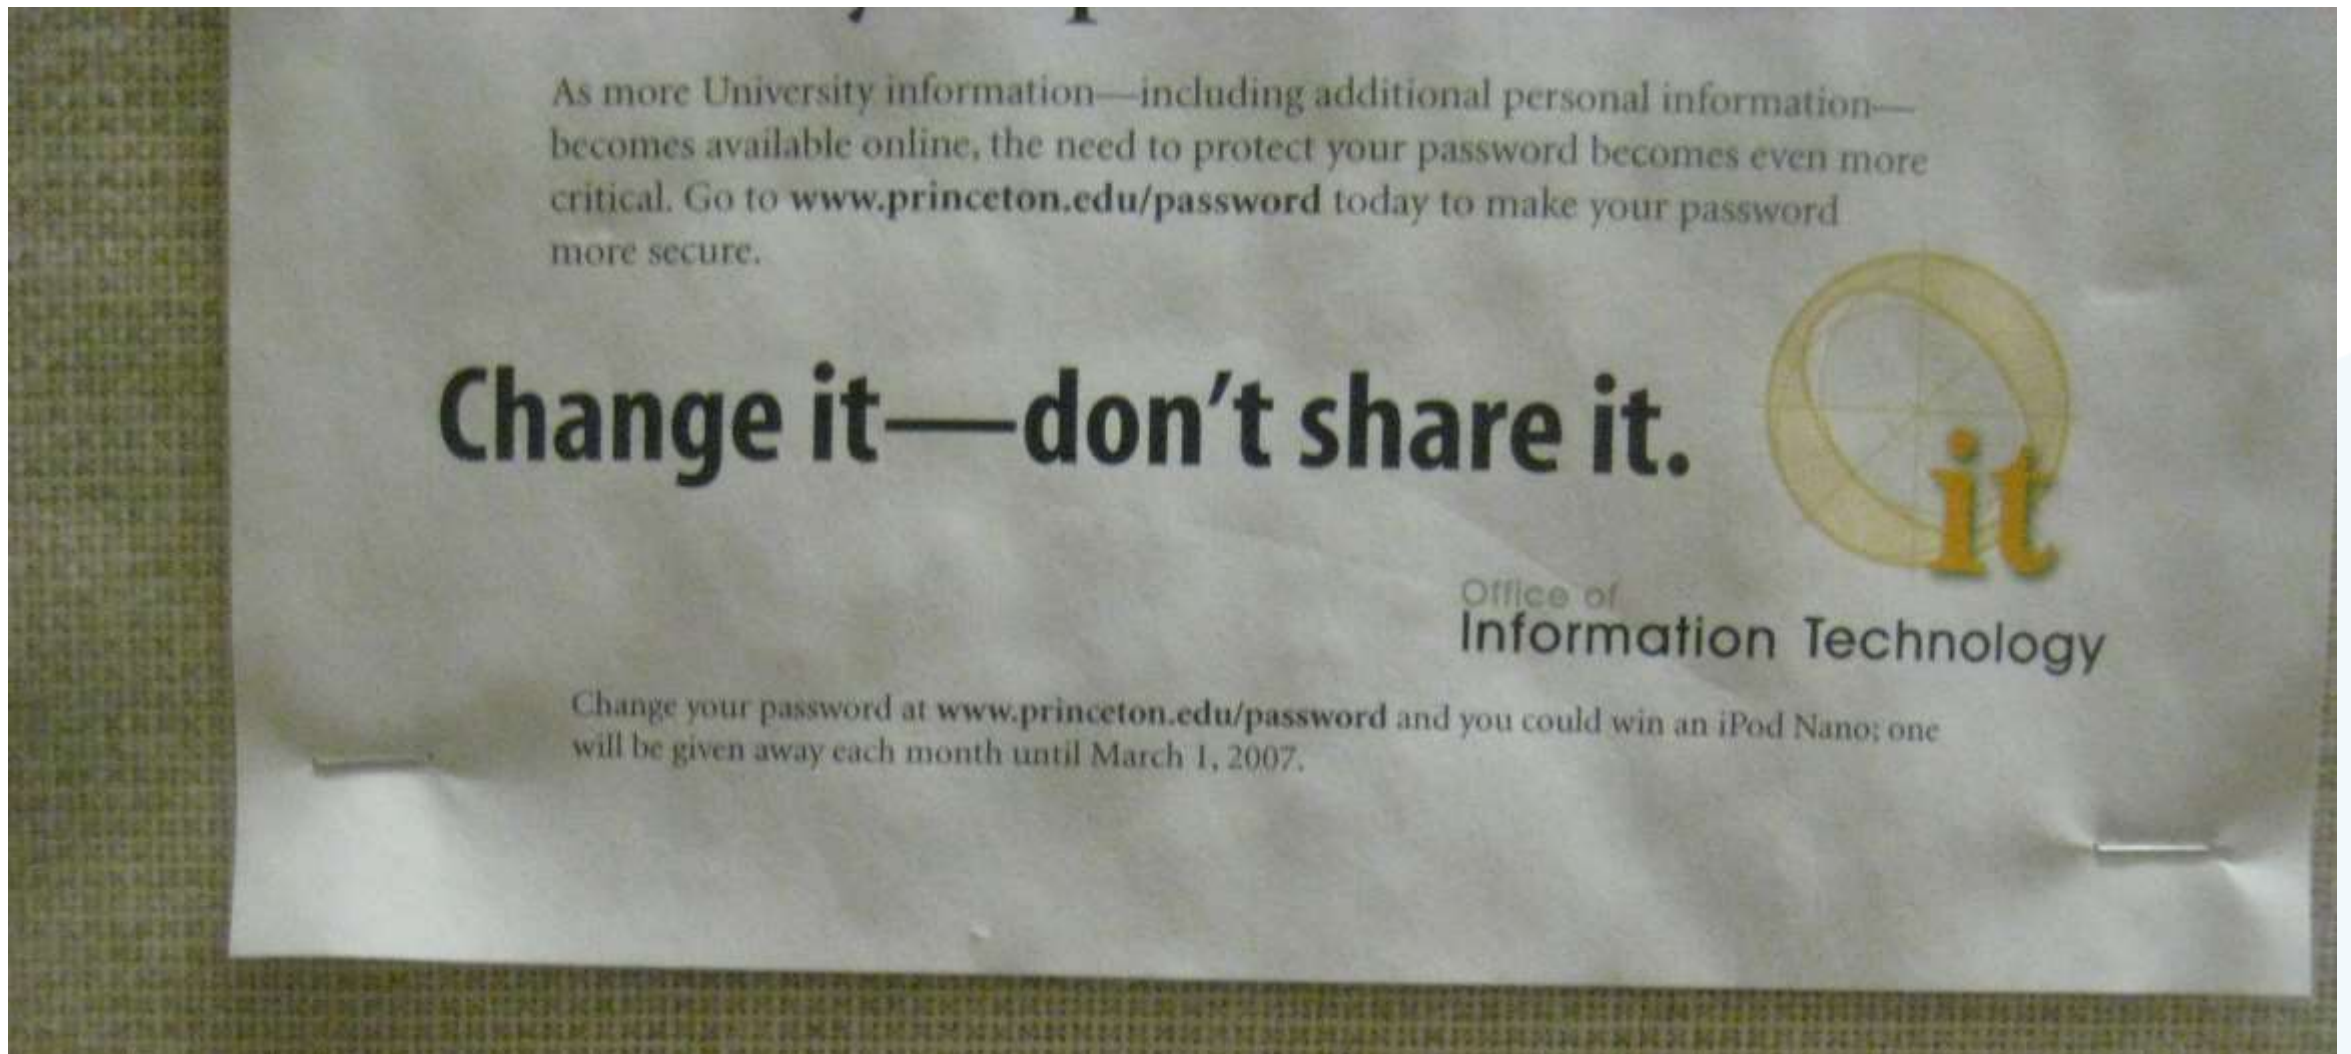 As more University information—including additional personal information—
becomes available online, the need to protect your password becomes even more
critical. Go to www.princeton.edu/password today to make your password
more secure.
Change it—don't share it.
Oit
Office of
Information Technology
Change your password at www.princeton.edu/password and you could win an iPod Nano; one
will be given away each month until March 1, 2007.